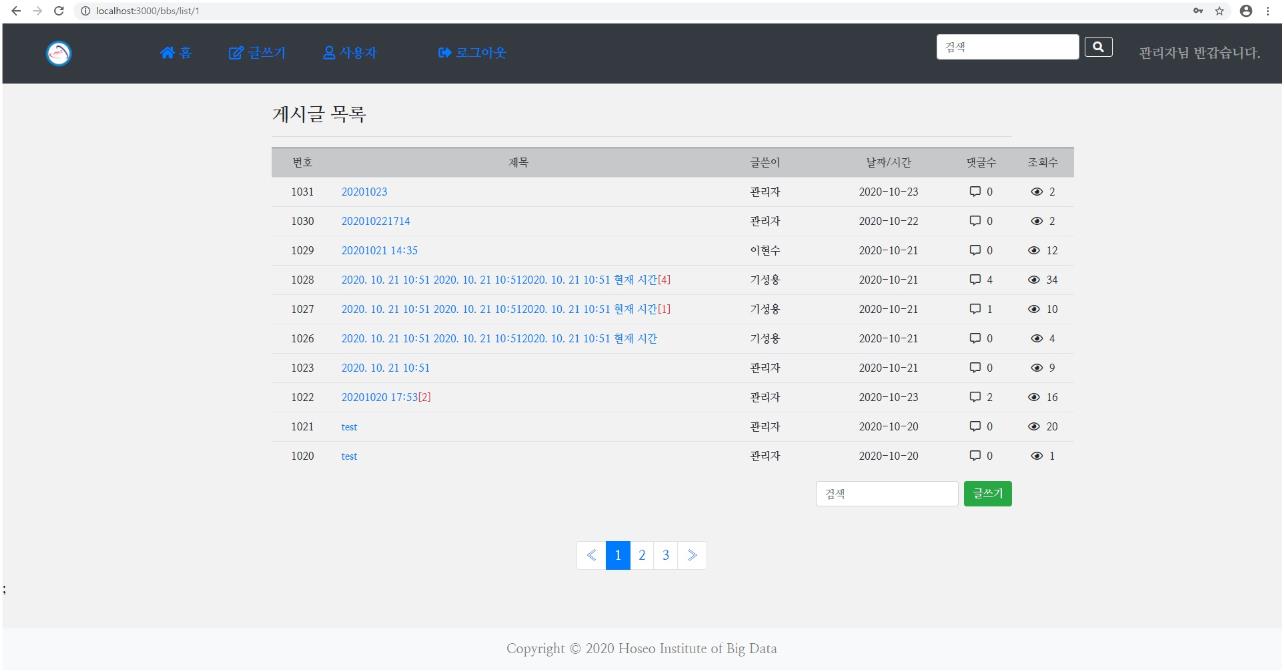 localhost:3000/bbs/list/1
홈 글쓰기 사용자 로그아웃 검색 관리자님 반갑습니다.
게시글 목록
번호 제목 글쓴이 날짜/시간 댓글수 조회수
1031 20201023 관리자 2020-10-23 0 2
1030 202010221714 관리자 2020-10-22 0 2
1029 20201021 14:35 이현수 2020-10-21 0 12
1028 2020. 10. 21 10:51 2020. 10. 21 10:512020. 10. 21 10:51 현재 시간[4] 기성용 2020-10-21 4 34
1027 2020. 10. 21 10:51 2020. 10. 21 10:512020. 10. 21 10:51 현재 시간[1] 기성용 2020-10-21 1 10
1026 2020. 10. 21 10:51 2020. 10. 21 10:512020. 10. 21 10:51 현재 시간 기성용 2020-10-21 0 4
1023 2020. 10. 21 10:51 관리자 2020-10-21 0 9
1022 20201020 17:53[2] 관리자 2020-10-23 2 16
1021 test 관리자 2020-10-20 0 20
1020 test 관리자 2020-10-20 0 1
검색 글쓰기
《 1 2 3 》
;
Copyright © 2020 Hoseo Institute of Big Data